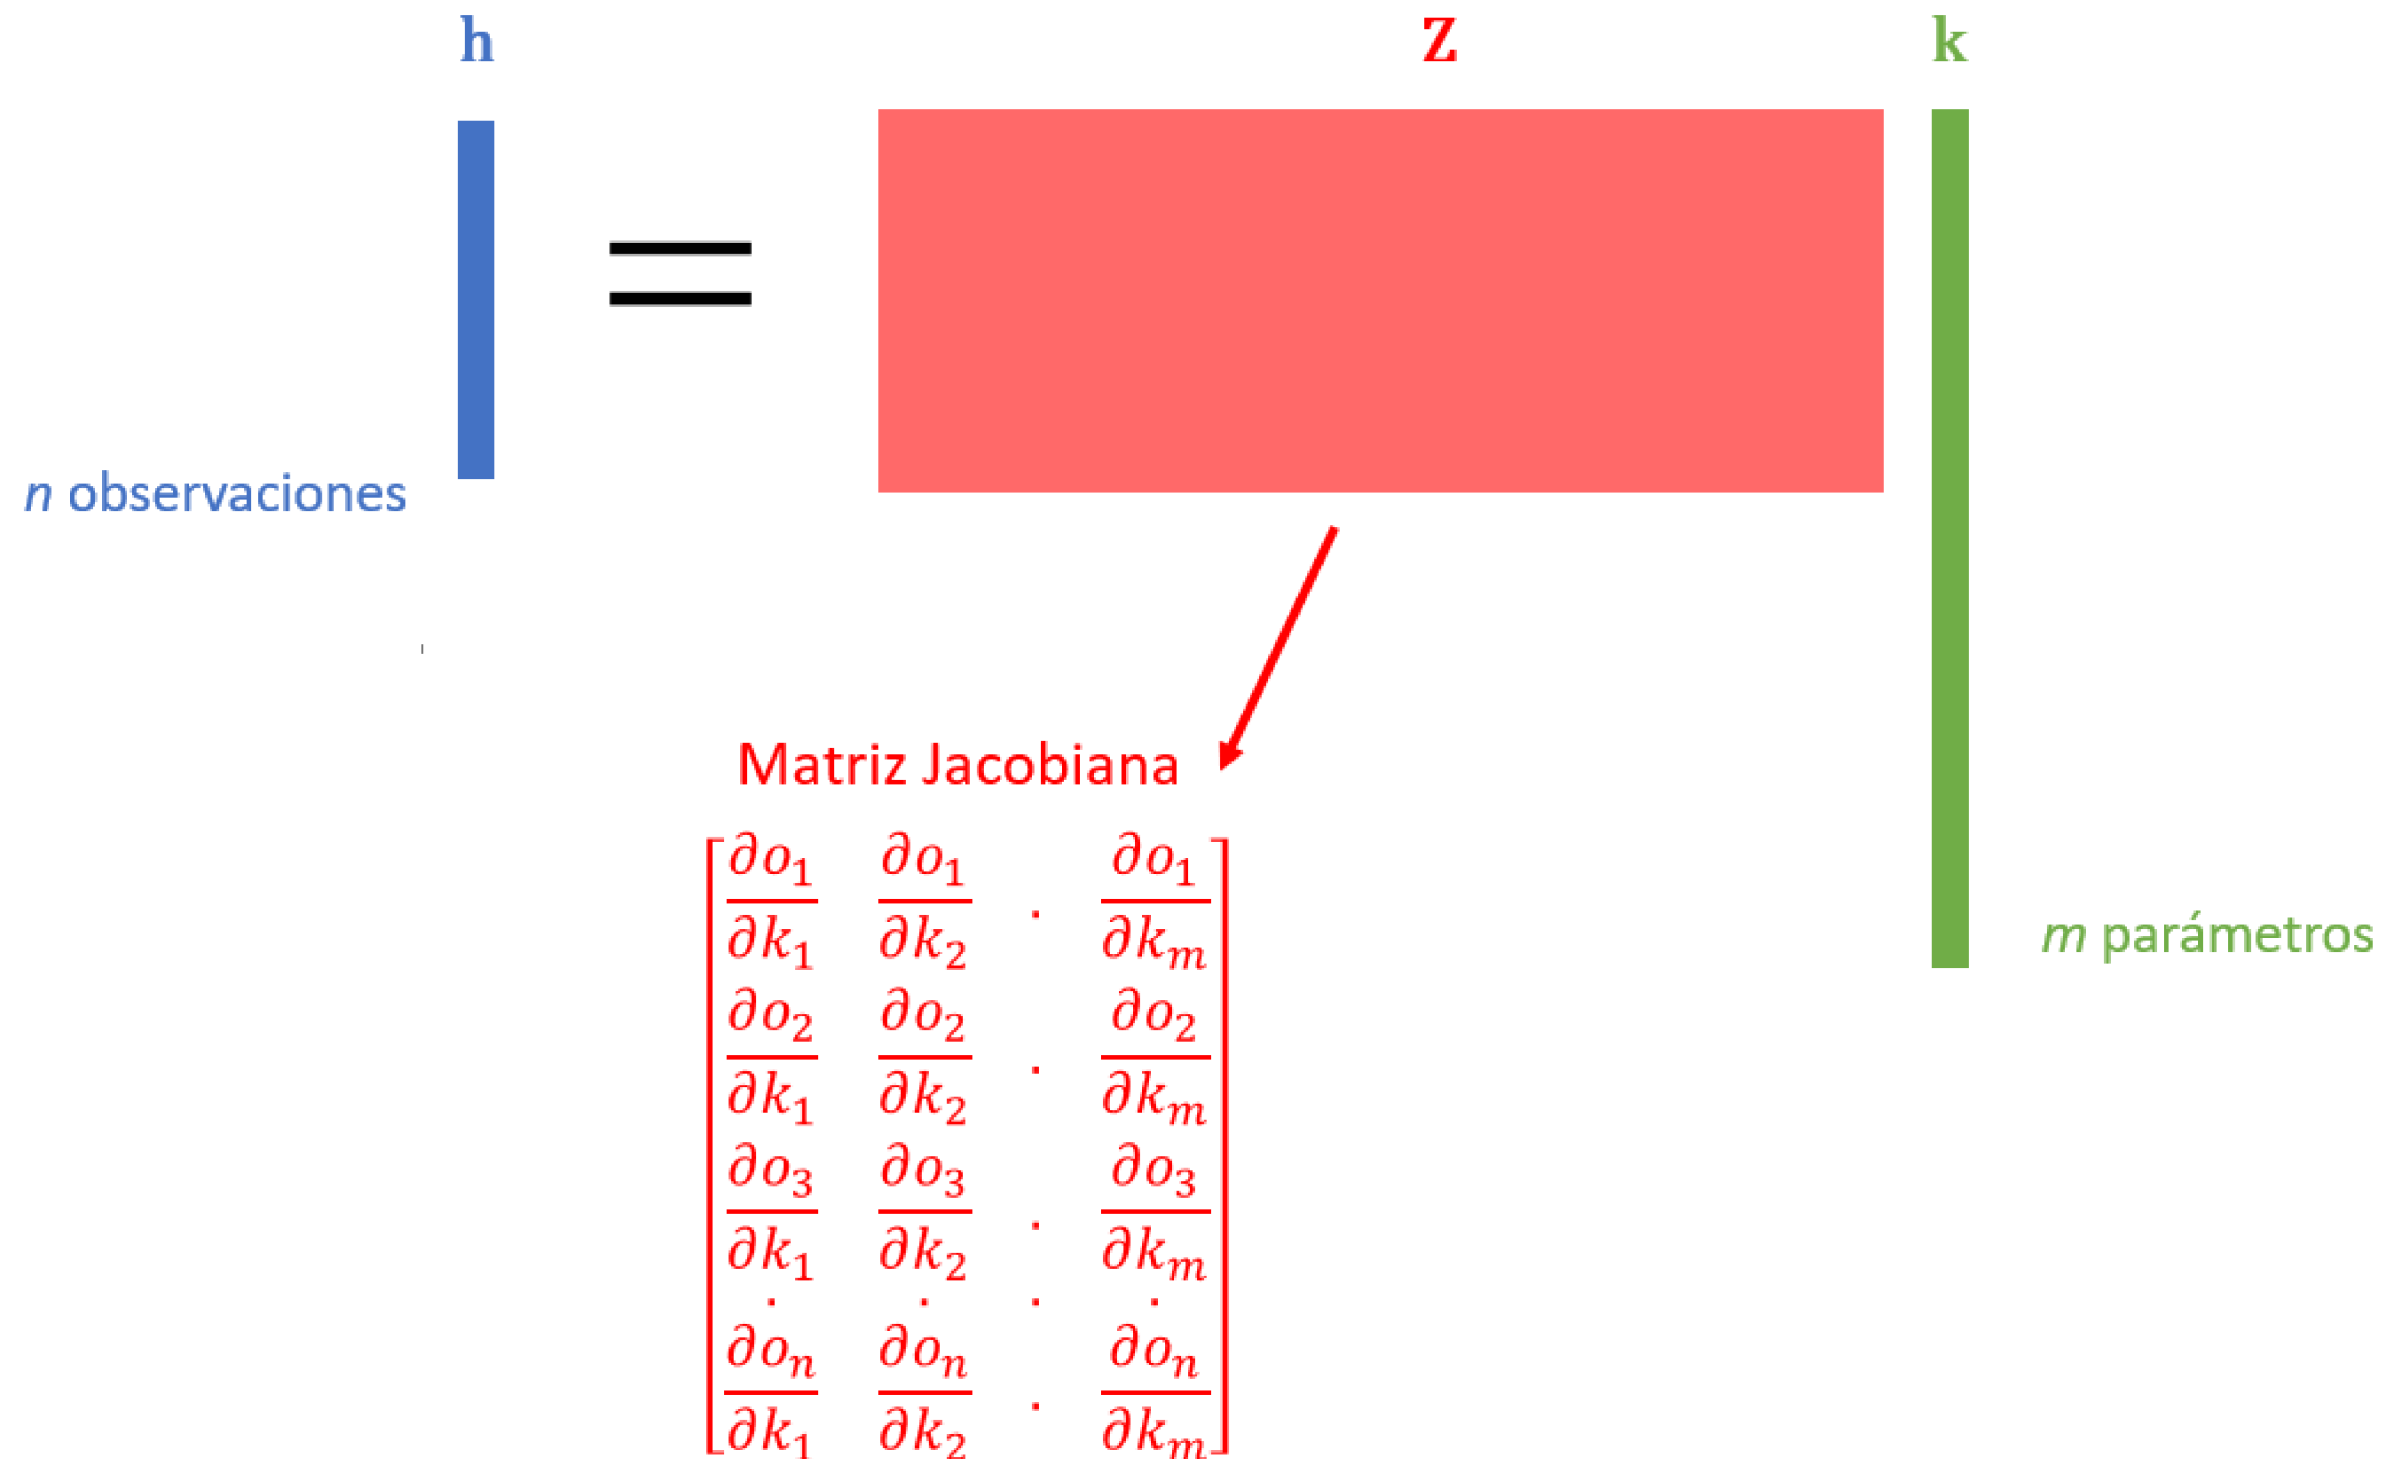 h = Z k
n observaciones
m parámetros
Matriz Jacobiana
∂o₁/∂k₁ ∂o₁/∂k₂ . ∂o₁/∂kₘ
∂o₂/∂k₁ ∂o₂/∂k₂ . ∂o₂/∂kₘ
∂o₃/∂k₁ ∂o₃/∂k₂ . ∂o₃/∂kₘ
. . . .
∂oₙ/∂k₁ ∂oₙ/∂k₂ . ∂oₙ/∂kₘ